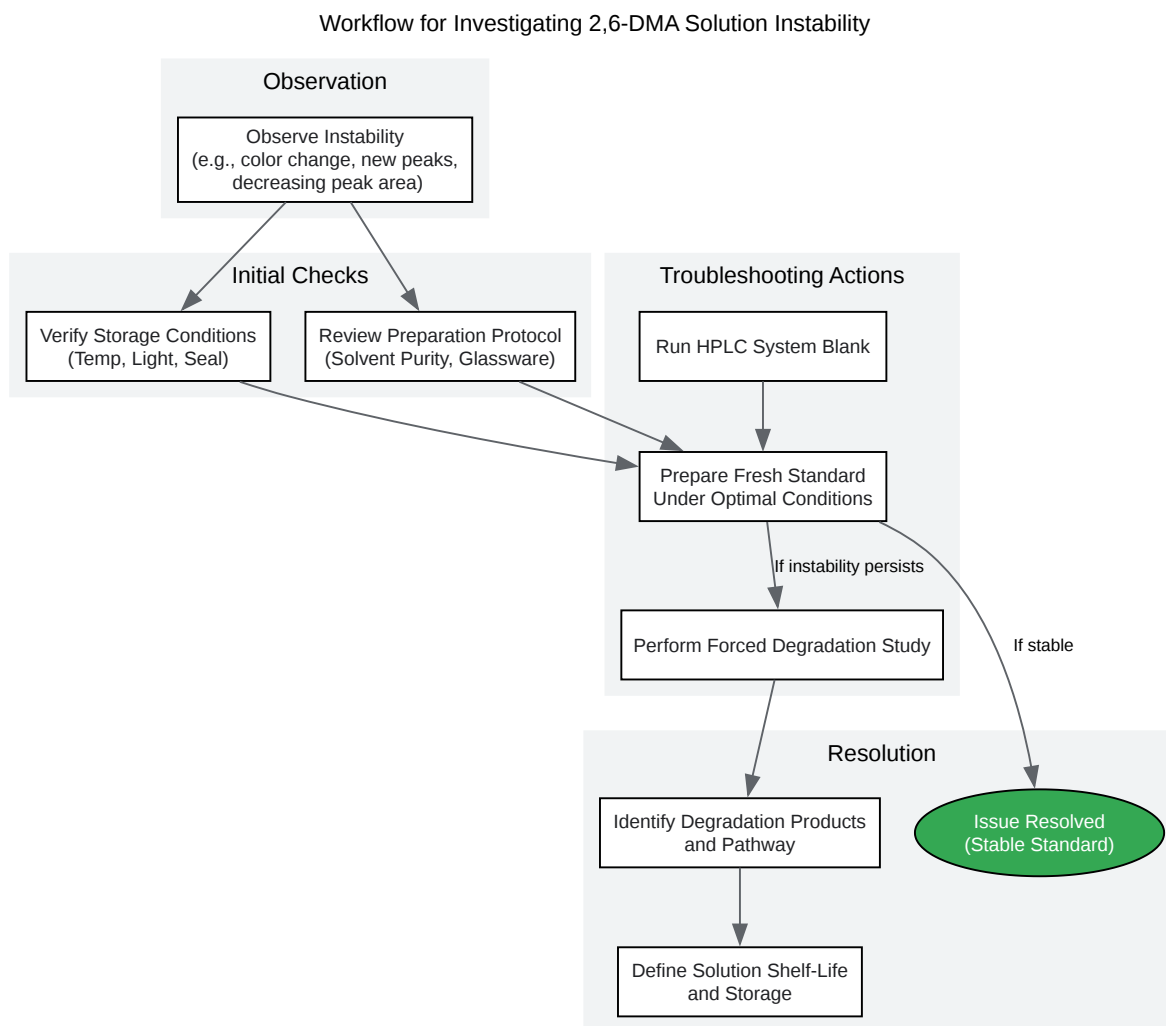 Workflow for Investigating 2,6-DMA Solution Instability
Observation
Observe Instability
(e.g., color change, new peaks,
decreasing peak area)
Initial Checks
Verify Storage Conditions
(Temp, Light, Seal)
Review Preparation Protocol
(Solvent Purity, Glassware)
Troubleshooting Actions
Run HPLC System Blank
Prepare Fresh Standard
Under Optimal Conditions
If instability persists
Perform Forced Degradation Study
If stable
Resolution
Identify Degradation Products
and Pathway
Issue Resolved
(Stable Standard)
Define Solution Shelf-Life
and Storage